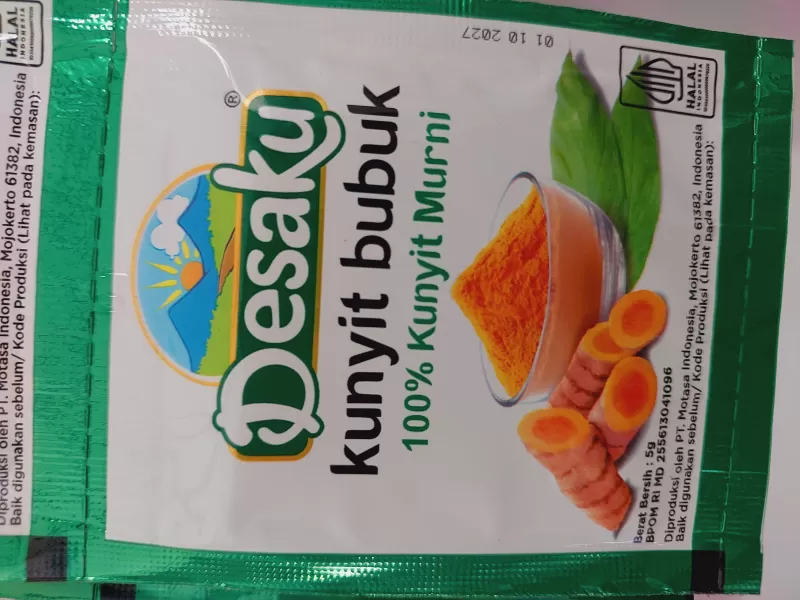 01 10 2027
HALAL
INDONESIA
Desaku®
kunyit bubuk
100% Kunyit Murni
Berat Bersih : 5g
BPOM RI MD 255613041096
Diproduksi oleh PT. Motasa Indonesia, Mojokerto 61382, Indonesia
Baik digunakan sebelum/ Kode Produksi (Lihat pada kemasan):
HALAL
INDONESIA
Diproduksi oleh PT. Motasa Indonesia, Mojokerto 61382, Indonesia
Baik digunakan sebelum/ Kode Produksi (Lihat pada kemasan):